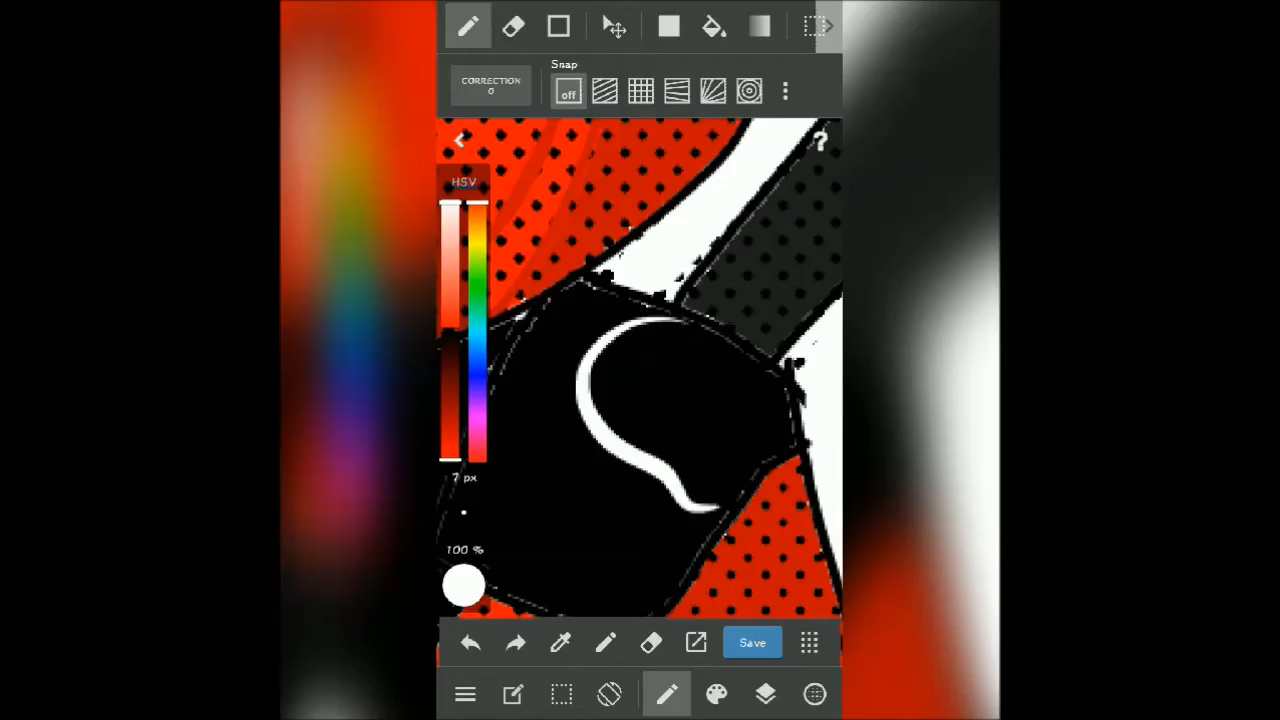 CORRECTION
0
Snap
off
?
HSV
7 px
100 %
Save